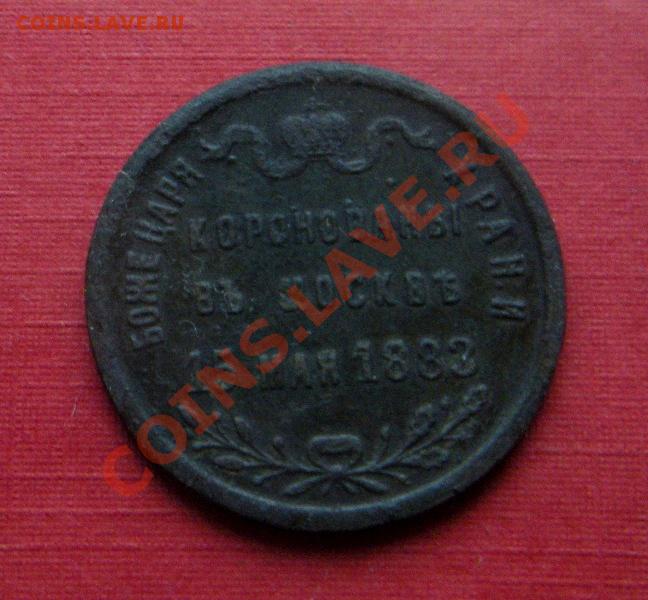 COINS-LAVE.RU
БОЖЕ ЦАРЯ ХРАНИ
КОРОНОВАНЫ
ВЪ МОСКВѢ
МАЯ 1883
COINS.LAVE.RU